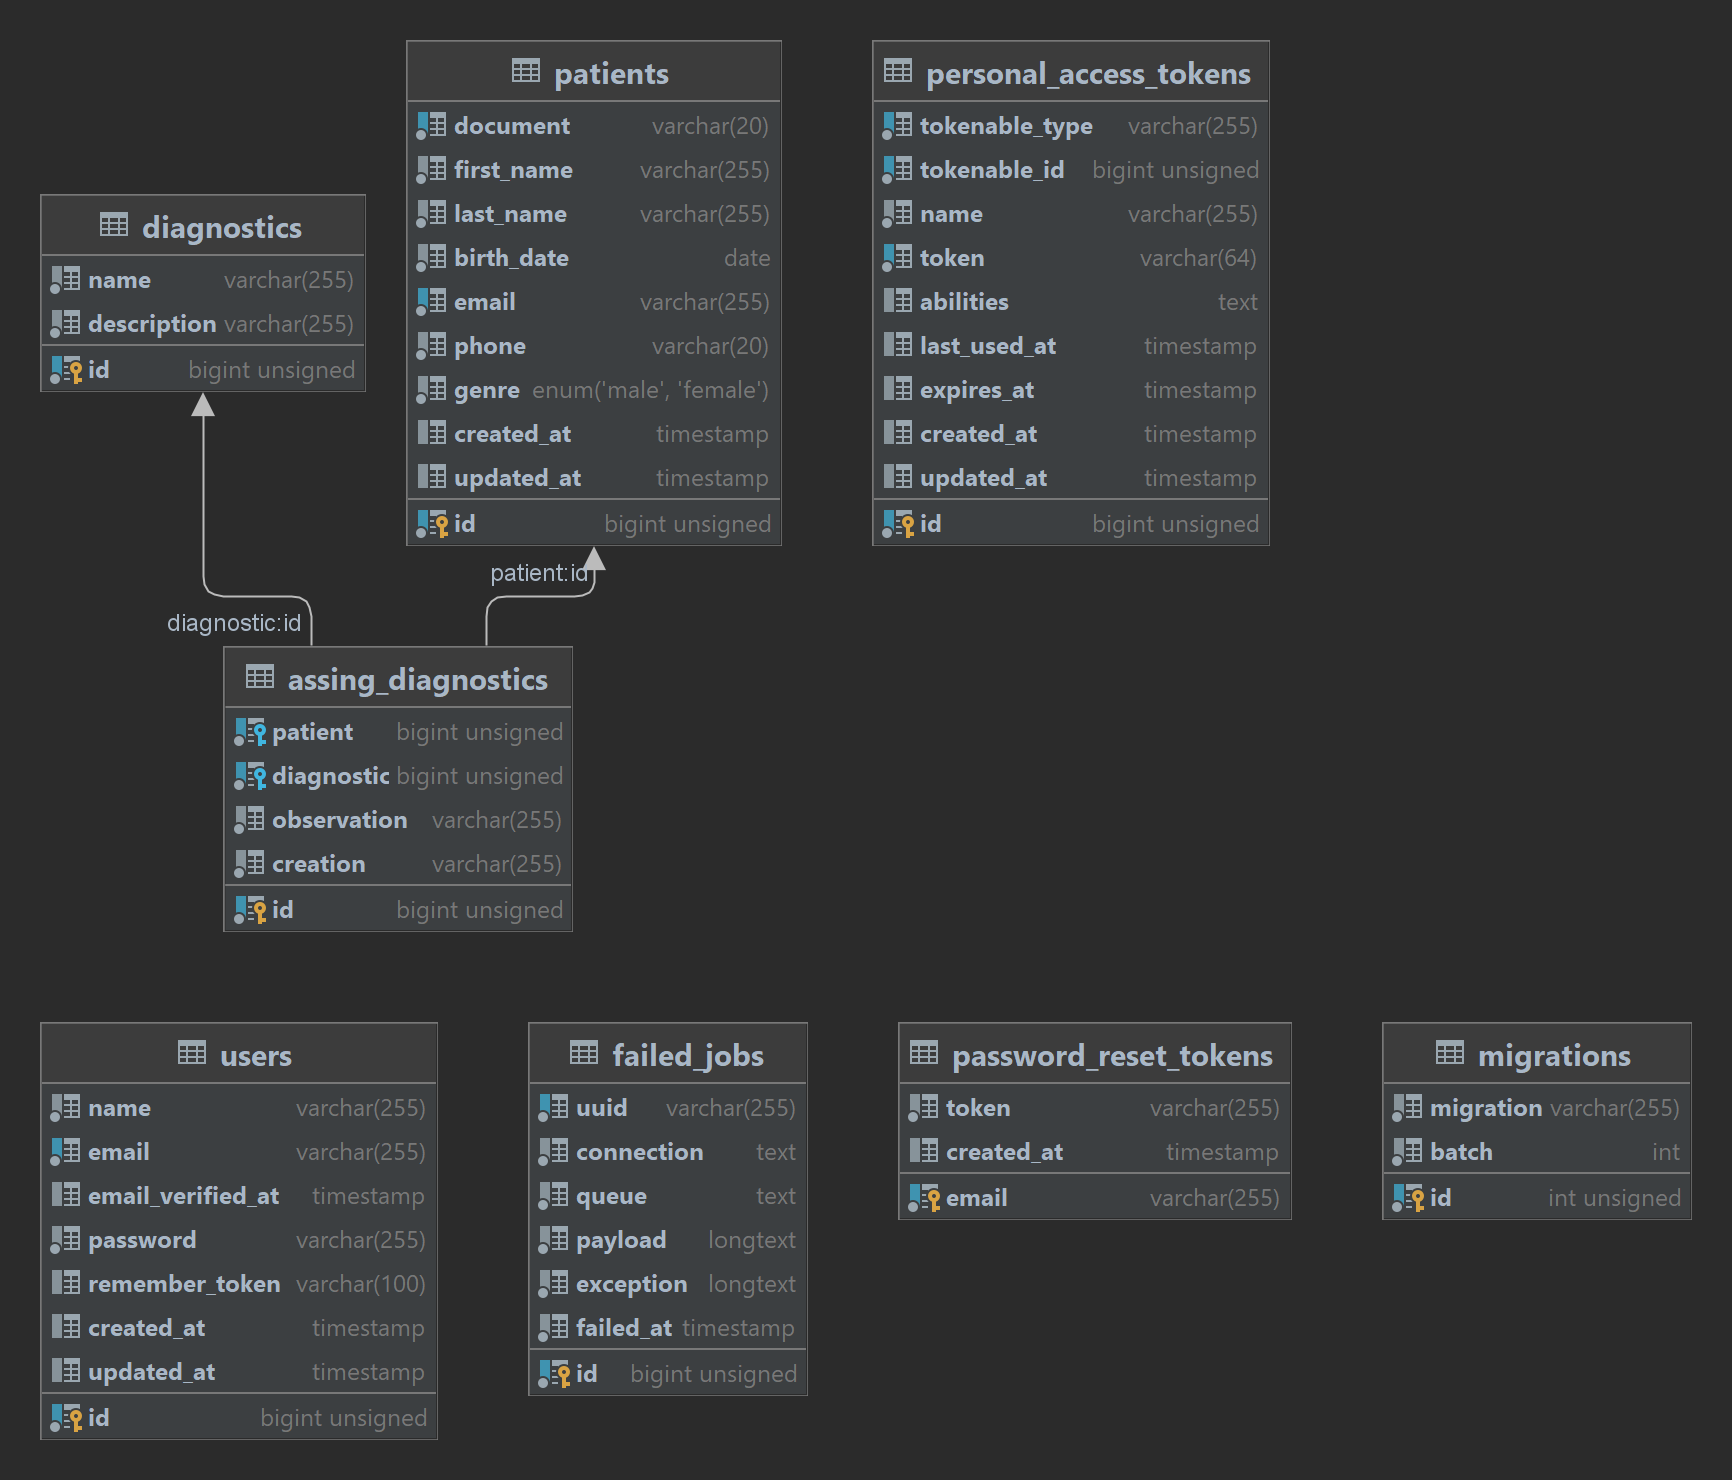 patients
document varchar(20)
first_name varchar(255)
last_name varchar(255)
birth_date date
email varchar(255)
phone varchar(20)
genre enum('male', 'female')
created_at timestamp
updated_at timestamp
id bigint unsigned
personal_access_tokens
tokenable_type varchar(255)
tokenable_id bigint unsigned
name varchar(255)
token varchar(64)
abilities text
last_used_at timestamp
expires_at timestamp
created_at timestamp
updated_at timestamp
id bigint unsigned
diagnostics
name varchar(255)
description varchar(255)
id bigint unsigned
patient:id
diagnostic:id
assing_diagnostics
patient bigint unsigned
diagnostic bigint unsigned
observation varchar(255)
creation varchar(255)
id bigint unsigned
users
name varchar(255)
email varchar(255)
email_verified_at timestamp
password varchar(255)
remember_token varchar(100)
created_at timestamp
updated_at timestamp
id bigint unsigned
failed_jobs
uuid varchar(255)
connection text
queue text
payload longtext
exception longtext
failed_at timestamp
id bigint unsigned
password_reset_tokens
token varchar(255)
created_at timestamp
email varchar(255)
migrations
migration varchar(255)
batch int
id int unsigned